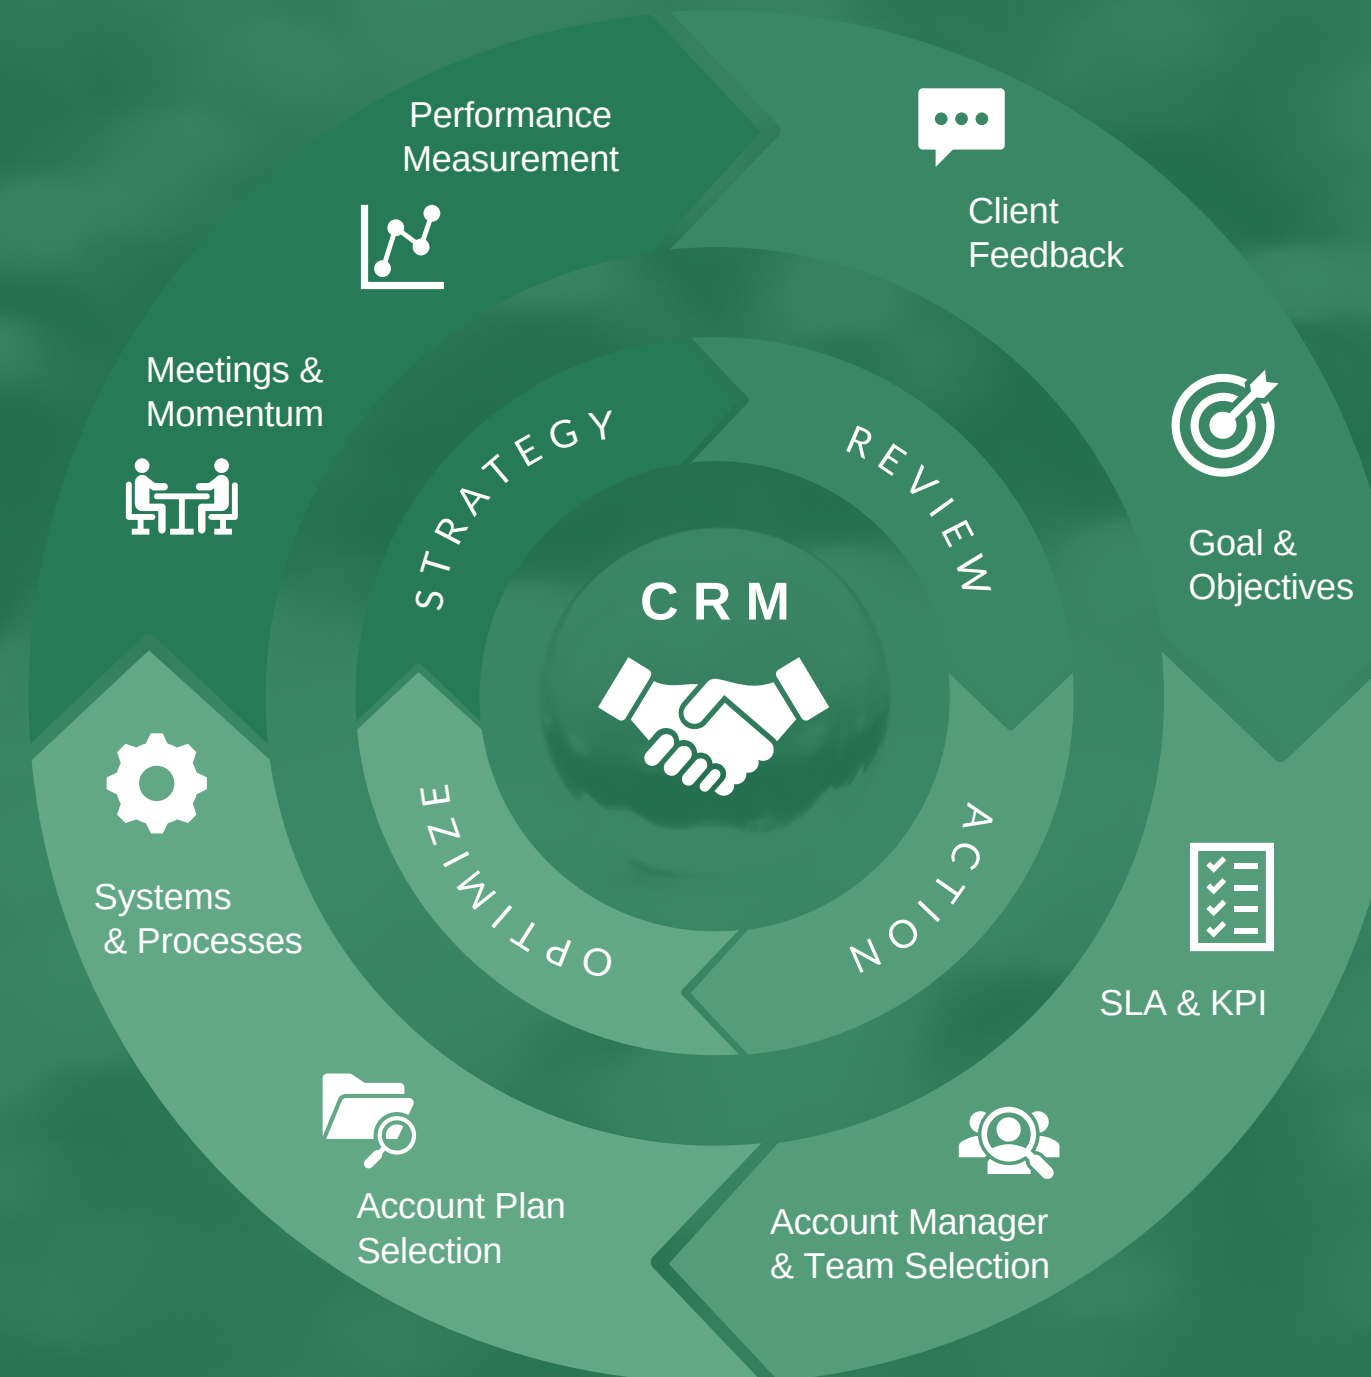 Performance
Measurement
Client
Feedback
Meetings &
Momentum
Goal &
Objectives
STRATEGY
REVIEW
CRM
ACTION
OPTIMIZE
Systems
& Processes
SLA & KPI
Account Plan
Selection
Account Manager
& Team Selection